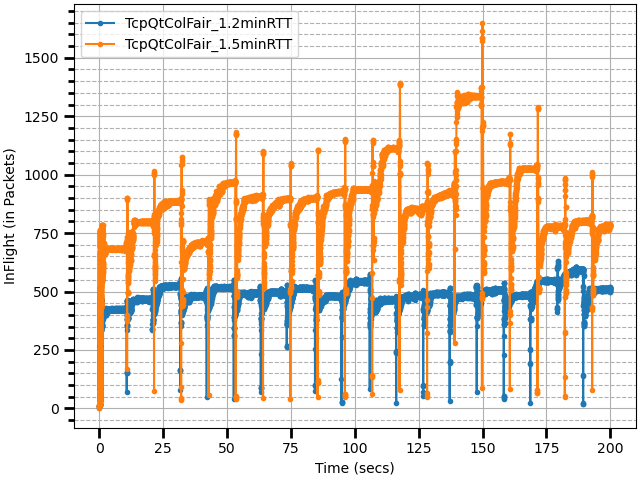 TcpQtColFair_1.2minRTT
TcpQtColFair_1.5minRTT
InFlight (in Packets)
1500
1250
1000
750
500
250
0
0 25 50 75 100 125 150 175 200
Time (secs)